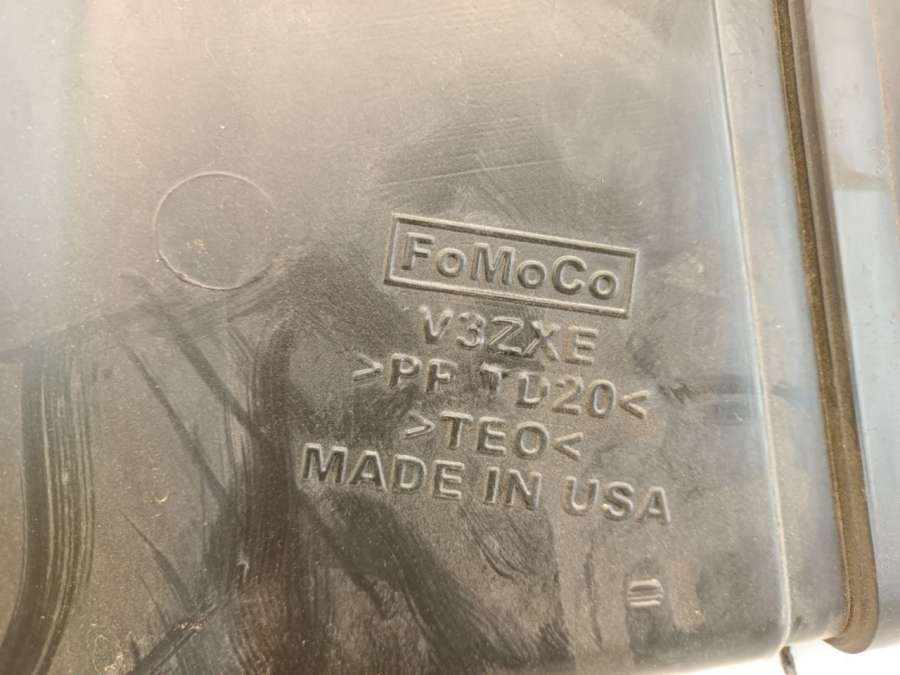 FoMoCo
V3ZXE
>PP TD20<
>TEO<
MADE IN USA